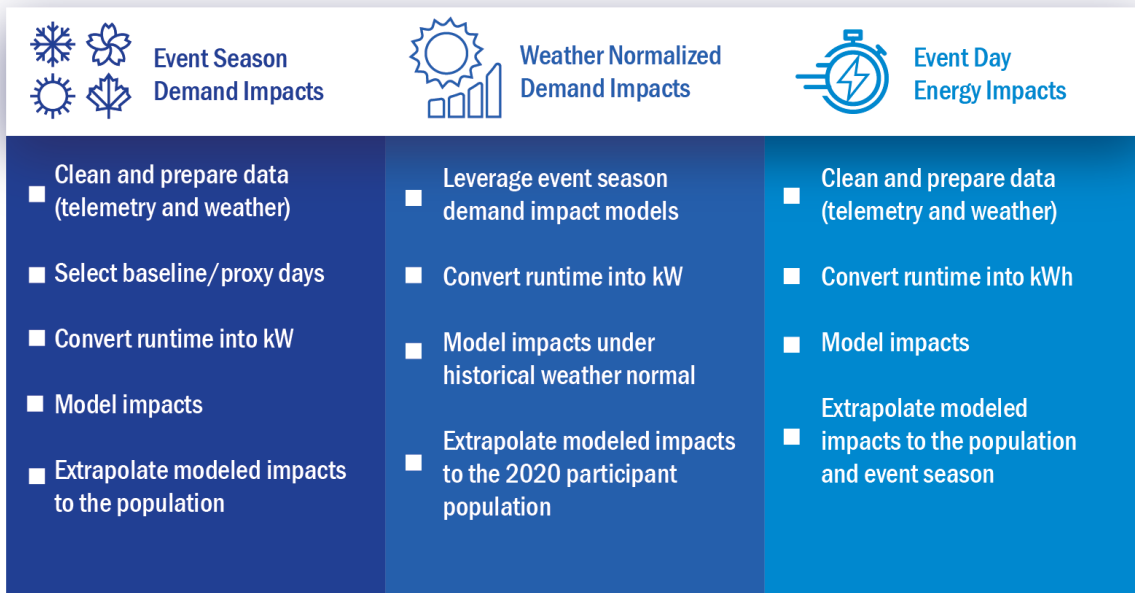 Event Season
Demand Impacts
Clean and prepare data
(telemetry and weather)
Select baseline/proxy days
Convert runtime into kW
Model impacts
Extrapolate modeled impacts
to the population
Weather Normalized
Demand Impacts
Leverage event season
demand impact models
Convert runtime into kW
Model impacts under
historical weather normal
Extrapolate modeled impacts
to the 2020 participant
population
Event Day
Energy Impacts
Clean and prepare data
(telemetry and weather)
Convert runtime into kWh
Model impacts
Extrapolate modeled
impacts to the population
and event season